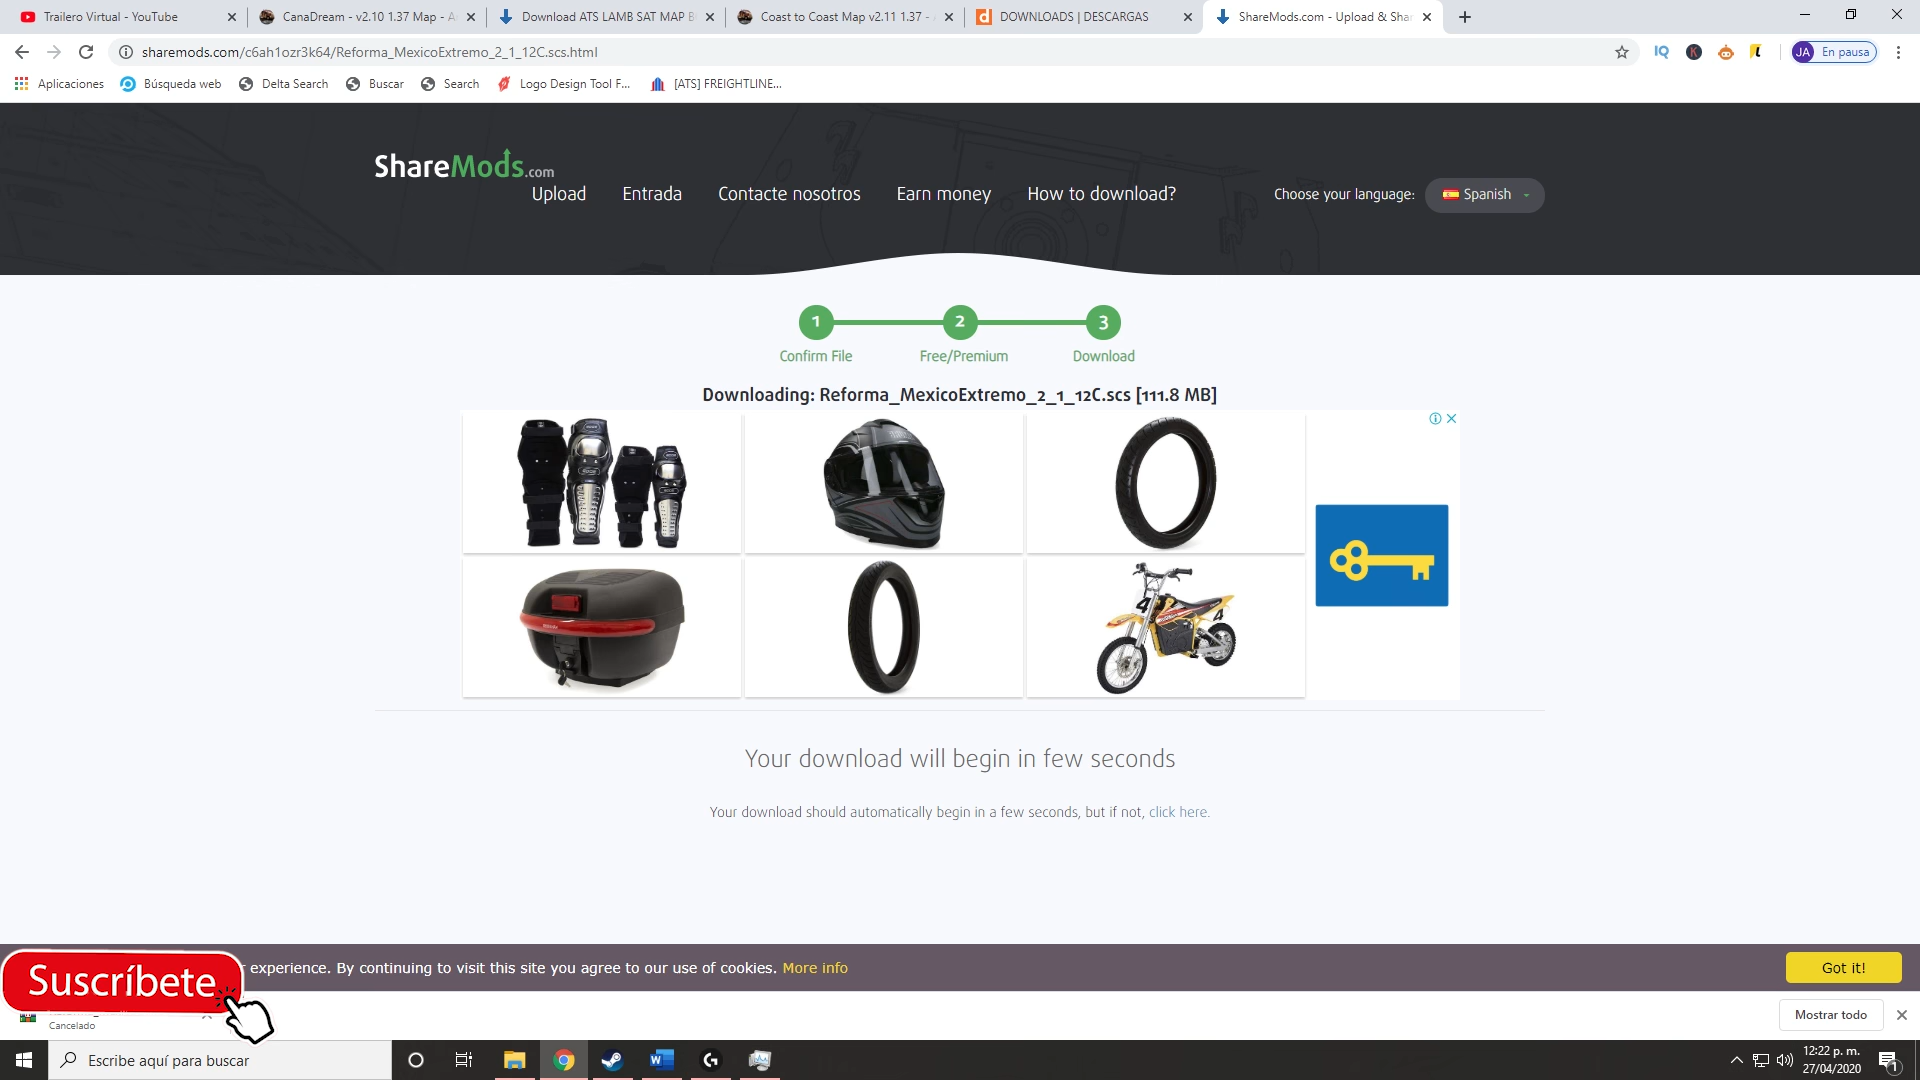 Trailero Virtual - YouTube
CanaDream - v2.10 1.37 Map - A
Download ATS LAMB SAT MAP B
Coast to Coast Map v2.11 1.37 -
DOWNLOADS | DESCARGAS
ShareMods.com - Upload & Sha
sharemods.com/c6ah1ozr3k64/Reforma_MexicoExtremo_2_1_12C.scs.html
IQ
K
JA En pausa
Aplicaciones
Búsqueda web
Delta Search
Buscar
Search
Logo Design Tool F...
[ATS] FREIGHTLINE...
ShareMods.com
Upload
Entrada
Contacte nosotros
Earn money
How to download?
Choose your language:
Spanish
1
2
3
Confirm File
Free/Premium
Download
Downloading: Reforma_MexicoExtremo_2_1_12C.scs [111.8 MB]
4
4
Your download will begin in few seconds
Your download should automatically begin in a few seconds, but if not, click here.
experience. By continuing to visit this site you agree to our use of cookies. More info
Got it!
Suscríbete
Cancelado
Mostrar todo
Escribe aquí para buscar
12:22 p. m.
27/04/2020
1